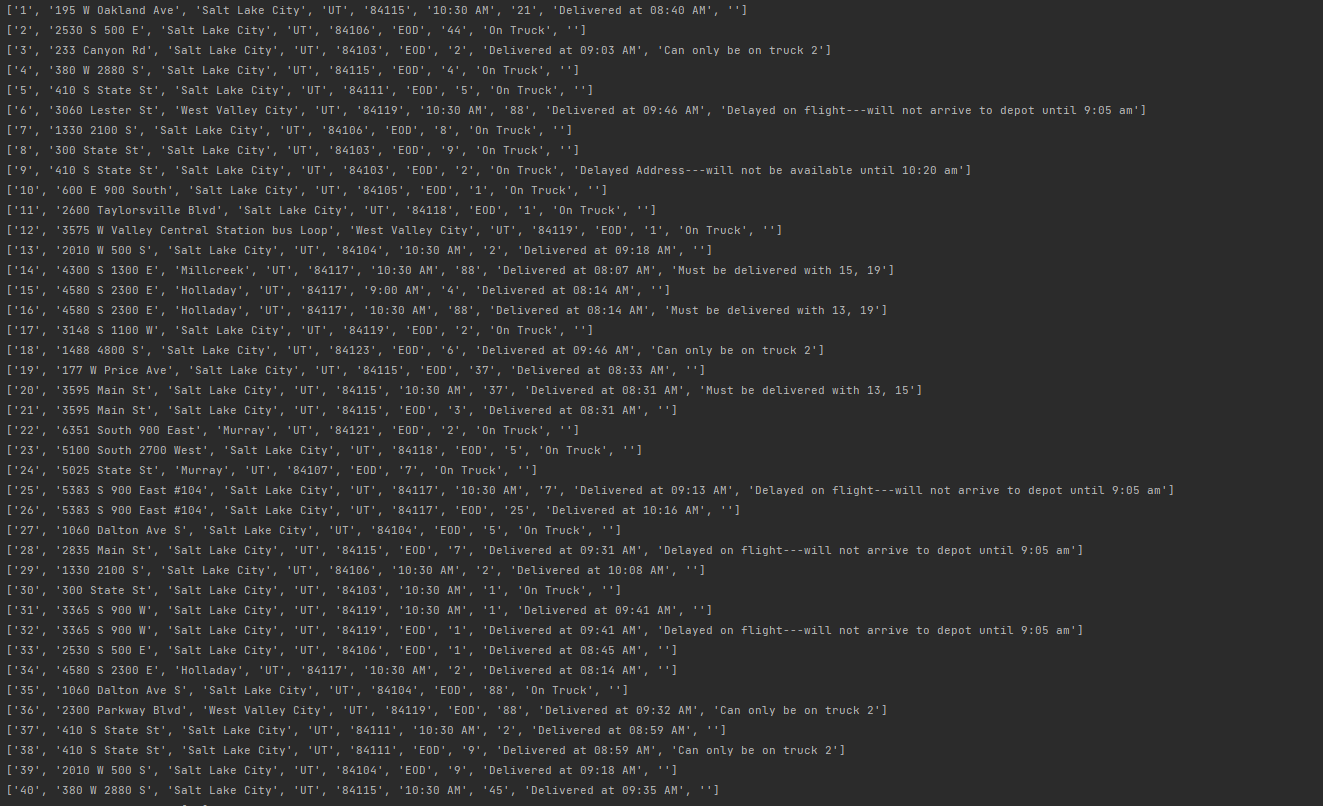 ['1', '195 W Oakland Ave', 'Salt Lake City', 'UT', '84115', '10:30 AM', '21', 'Delivered at 08:40 AM', '']
['2', '2530 S 500 E', 'Salt Lake City', 'UT', '84106', 'EOD', '44', 'On Truck', '']
['3', '233 Canyon Rd', 'Salt Lake City', 'UT', '84103', 'EOD', '2', 'Delivered at 09:03 AM', 'Can only be on truck 2']
['4', '380 W 2880 S', 'Salt Lake City', 'UT', '84115', 'EOD', '4', 'On Truck', '']
['5', '410 S State St', 'Salt Lake City', 'UT', '84111', 'EOD', '5', 'On Truck', '']
['6', '3060 Lester St', 'West Valley City', 'UT', '84119', '10:30 AM', '88', 'Delivered at 09:46 AM', 'Delayed on flight---will not arrive to depot until 9:05 am']
['7', '1330 2100 S', 'Salt Lake City', 'UT', '84106', 'EOD', '8', 'On Truck', '']
['8', '300 State St', 'Salt Lake City', 'UT', '84103', 'EOD', '9', 'On Truck', '']
['9', '410 S State St', 'Salt Lake City', 'UT', '84103', 'EOD', '2', 'On Truck', 'Delayed Address---will not be available until 10:20 am']
['10', '600 E 900 South', 'Salt Lake City', 'UT', '84105', 'EOD', '1', 'On Truck', '']
['11', '2600 Taylorsville Blvd', 'Salt Lake City', 'UT', '84118', 'EOD', '1', 'On Truck', '']
['12', '3575 W Valley Central Station bus Loop', 'West Valley City', 'UT', '84119', 'EOD', '1', 'On Truck', '']
['13', '2010 W 500 S', 'Salt Lake City', 'UT', '84104', '10:30 AM', '2', 'Delivered at 09:18 AM', '']
['14', '4300 S 1300 E', 'Millcreek', 'UT', '84117', '10:30 AM', '88', 'Delivered at 08:07 AM', 'Must be delivered with 15, 19']
['15', '4580 S 2300 E', 'Holladay', 'UT', '84117', '9:00 AM', '4', 'Delivered at 08:14 AM', '']
['16', '4580 S 2300 E', 'Holladay', 'UT', '84117', '10:30 AM', '88', 'Delivered at 08:14 AM', 'Must be delivered with 13, 19']
['17', '3148 S 1100 W', 'Salt Lake City', 'UT', '84119', 'EOD', '2', 'On Truck', '']
['18', '1488 4800 S', 'Salt Lake City', 'UT', '84123', 'EOD', '6', 'Delivered at 09:46 AM', 'Can only be on truck 2']
['19', '177 W Price Ave', 'Salt Lake City', 'UT', '84115', 'EOD', '37', 'Delivered at 08:33 AM', '']
['20', '3595 Main St', 'Salt Lake City', 'UT', '84115', '10:30 AM', '37', 'Delivered at 08:31 AM', 'Must be delivered with 13, 15']
['21', '3595 Main St', 'Salt Lake City', 'UT', '84115', 'EOD', '3', 'Delivered at 08:31 AM', '']
['22', '6351 South 900 East', 'Murray', 'UT', '84121', 'EOD', '2', 'On Truck', '']
['23', '5100 South 2700 West', 'Salt Lake City', 'UT', '84118', 'EOD', '5', 'On Truck', '']
['24', '5025 State St', 'Murray', 'UT', '84107', 'EOD', '7', 'On Truck', '']
['25', '5383 S 900 East #104', 'Salt Lake City', 'UT', '84117', '10:30 AM', '7', 'Delivered at 09:13 AM', 'Delayed on flight---will not arrive to depot until 9:05 am']
['26', '5383 S 900 East #104', 'Salt Lake City', 'UT', '84117', 'EOD', '25', 'Delivered at 10:16 AM', '']
['27', '1060 Dalton Ave S', 'Salt Lake City', 'UT', '84104', 'EOD', '5', 'On Truck', '']
['28', '2835 Main St', 'Salt Lake City', 'UT', '84115', 'EOD', '7', 'Delivered at 09:31 AM', 'Delayed on flight---will not arrive to depot until 9:05 am']
['29', '1330 2100 S', 'Salt Lake City', 'UT', '84106', '10:30 AM', '2', 'Delivered at 10:08 AM', '']
['30', '300 State St', 'Salt Lake City', 'UT', '84103', '10:30 AM', '1', 'On Truck', '']
['31', '3365 S 900 W', 'Salt Lake City', 'UT', '84119', '10:30 AM', '1', 'Delivered at 09:41 AM', '']
['32', '3365 S 900 W', 'Salt Lake City', 'UT', '84119', 'EOD', '1', 'Delivered at 09:41 AM', 'Delayed on flight---will not arrive to depot until 9:05 am']
['33', '2530 S 500 E', 'Salt Lake City', 'UT', '84106', 'EOD', '1', 'Delivered at 08:45 AM', '']
['34', '4580 S 2300 E', 'Holladay', 'UT', '84117', '10:30 AM', '2', 'Delivered at 08:14 AM', '']
['35', '1060 Dalton Ave S', 'Salt Lake City', 'UT', '84104', 'EOD', '88', 'On Truck', '']
['36', '2300 Parkway Blvd', 'West Valley City', 'UT', '84119', 'EOD', '88', 'Delivered at 09:32 AM', 'Can only be on truck 2']
['37', '410 S State St', 'Salt Lake City', 'UT', '84111', '10:30 AM', '2', 'Delivered at 08:59 AM', '']
['38', '410 S State St', 'Salt Lake City', 'UT', '84111', 'EOD', '9', 'Delivered at 08:59 AM', 'Can only be on truck 2']
['39', '2010 W 500 S', 'Salt Lake City', 'UT', '84104', 'EOD', '9', 'Delivered at 09:18 AM', '']
['40', '380 W 2880 S', 'Salt Lake City', 'UT', '84115', '10:30 AM', '45', 'Delivered at 09:35 AM', '']